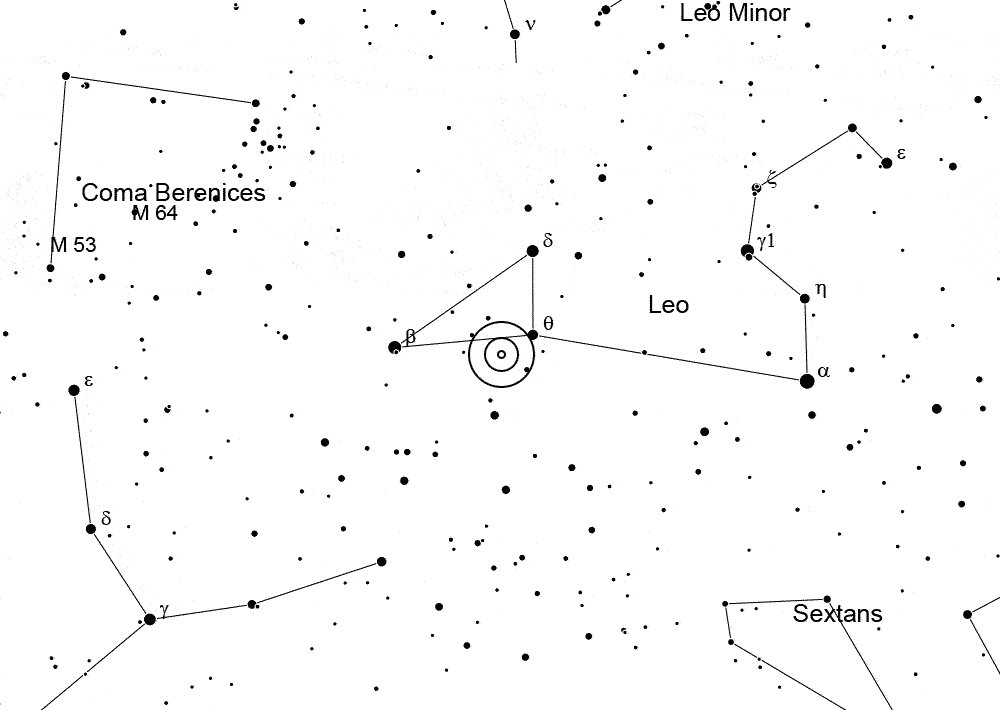 Leo Minor
ν
ε
ζ
Coma Berenices
M 64
M 53
δ
γ1
η
Leo
θ
β
α
ε
δ
γ
Sextans